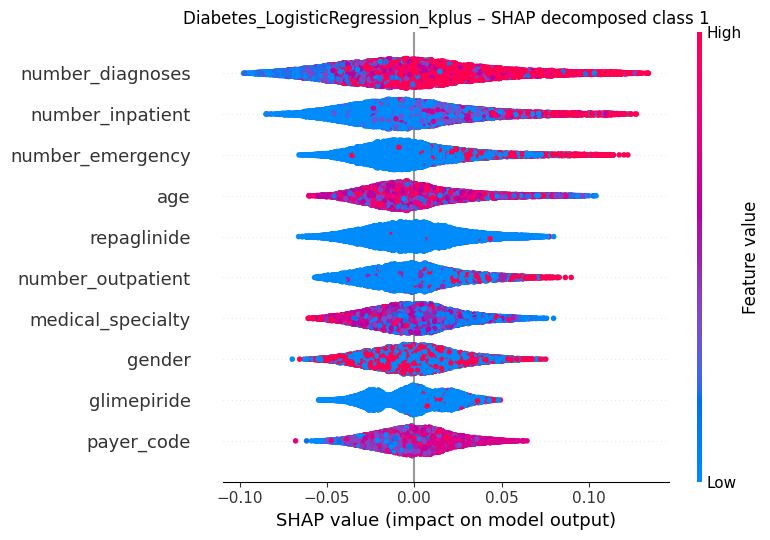 Diabetes_LogisticRegression_kplus – SHAP decomposed class 1
High
number_diagnoses
number_inpatient
number_emergency
age
repaglinide
number_outpatient
medical_specialty
gender
glimepiride
payer_code
Feature value
Low
−0.10 −0.05 0.00 0.05 0.10
SHAP value (impact on model output)